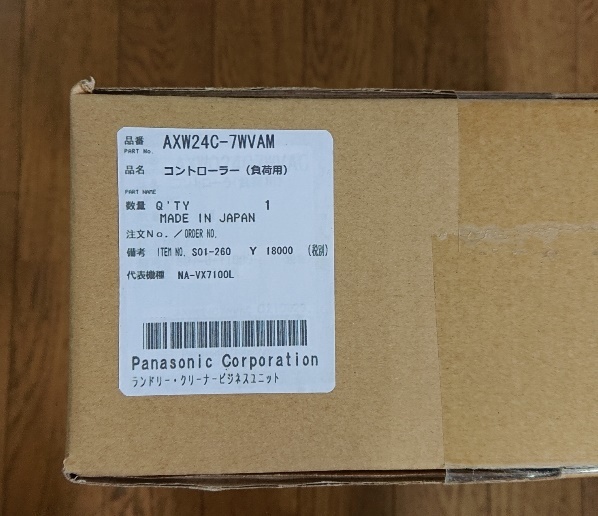 品番 AXW24C-7WVAM
PART No.
品名 コントローラー(負荷用)
PART NAME
数量 Q'TY 1
MADE IN JAPAN
注文No./ORDER NO.
備考 ITEM NO. S01-260 Y 18000 (税別)
代表機種 NA-VX7100L
Panasonic Corporation
ランドリー・クリーナービジネスユニット